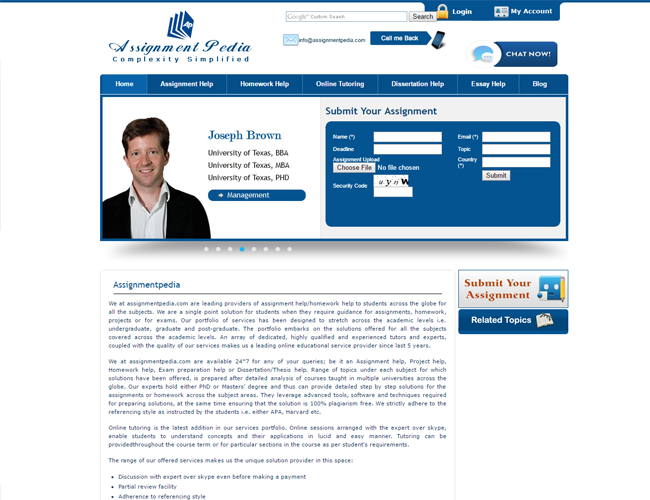 Google™ Custom Search
Search
Login
My Account
AP
Assignment Pedia
Complexity Simplified
info@assignmentpedia.com
Call me Back
CHAT NOW!
Home
Assignment Help
Homework Help
Online Tutoring
Dissertation Help
Essay Help
Blog
Joseph Brown
University of Texas, BBA
University of Texas, MBA
University of Texas, PHD
Management
Submit Your Assignment
Name (*)
Email (*)
Deadline
Topic
Assignment Upload
Choose File No file chosen
Country
(*)
Submit
Security Code
Assignmentpedia
We at assignmentpedia.com are leading providers of assignment help/homework help to students across the globe for
all the subjects. We are a single point solution for students when they require guidance for assignments, homework,
projects or for exams. Our portfolio of services has been designed to stretch across the academic levels i.e.
undergraduate, graduate and post-graduate. The portfolio embarks on the solutions offered for all the subjects
covered across the academic levels. An array of dedicated, highly qualified and experienced tutors and experts,
coupled with the quality of our services makes us a leading online educational service provider since last 5 years.
We at assignmentpedia.com are available 24*7 for any of your queries; be it an Assignment help, Project help,
Homework help, Exam preparation help or Dissertation/Thesis help. Range of topics under each subject for which
solutions have been offered, is prepared after detailed analysis of courses taught in multiple universities across the
globe. Our experts hold either PhD or Masters' degree and thus can provide detailed step by step solutions for the
assignments or homework across the subject areas. They leverage advanced tools, software and techniques required
for preparing solutions, at the same time ensuring that the solution is 100% plagiarism free. We strictly adhere to the
referencing style as instructed by the students i.e. either APA, Harvard etc.
Online tutoring is the latest addition in our services portfolio. Online sessions arranged with the expert over skype,
enable students to understand concepts and their applications in lucid and easy manner. Tutoring can be
providedthroughout the course term or for particular sections in the course as per student's requirements.
The range of our offered services makes us the unique solution provider in this space:
Discussion with expert over skype even before making a payment
Partial review facility
Adherence to referencing style
Submit Your
Assignment
Related Topics